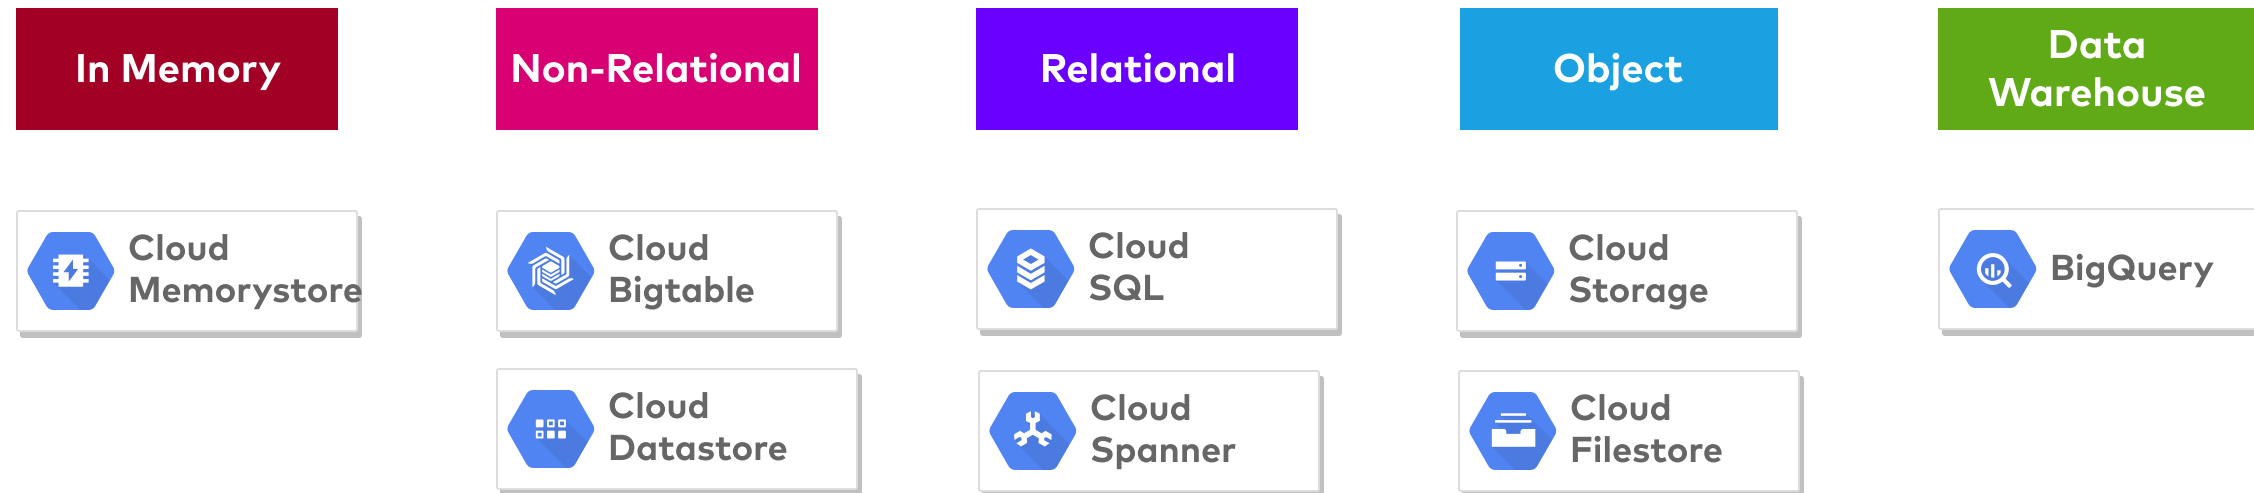 In Memory
Non-Relational
Relational
Object
Data
Warehouse
Cloud
Memorystore
Cloud
Bigtable
Cloud
SQL
Cloud
Storage
BigQuery
Cloud
Datastore
Cloud
Spanner
Cloud
Filestore